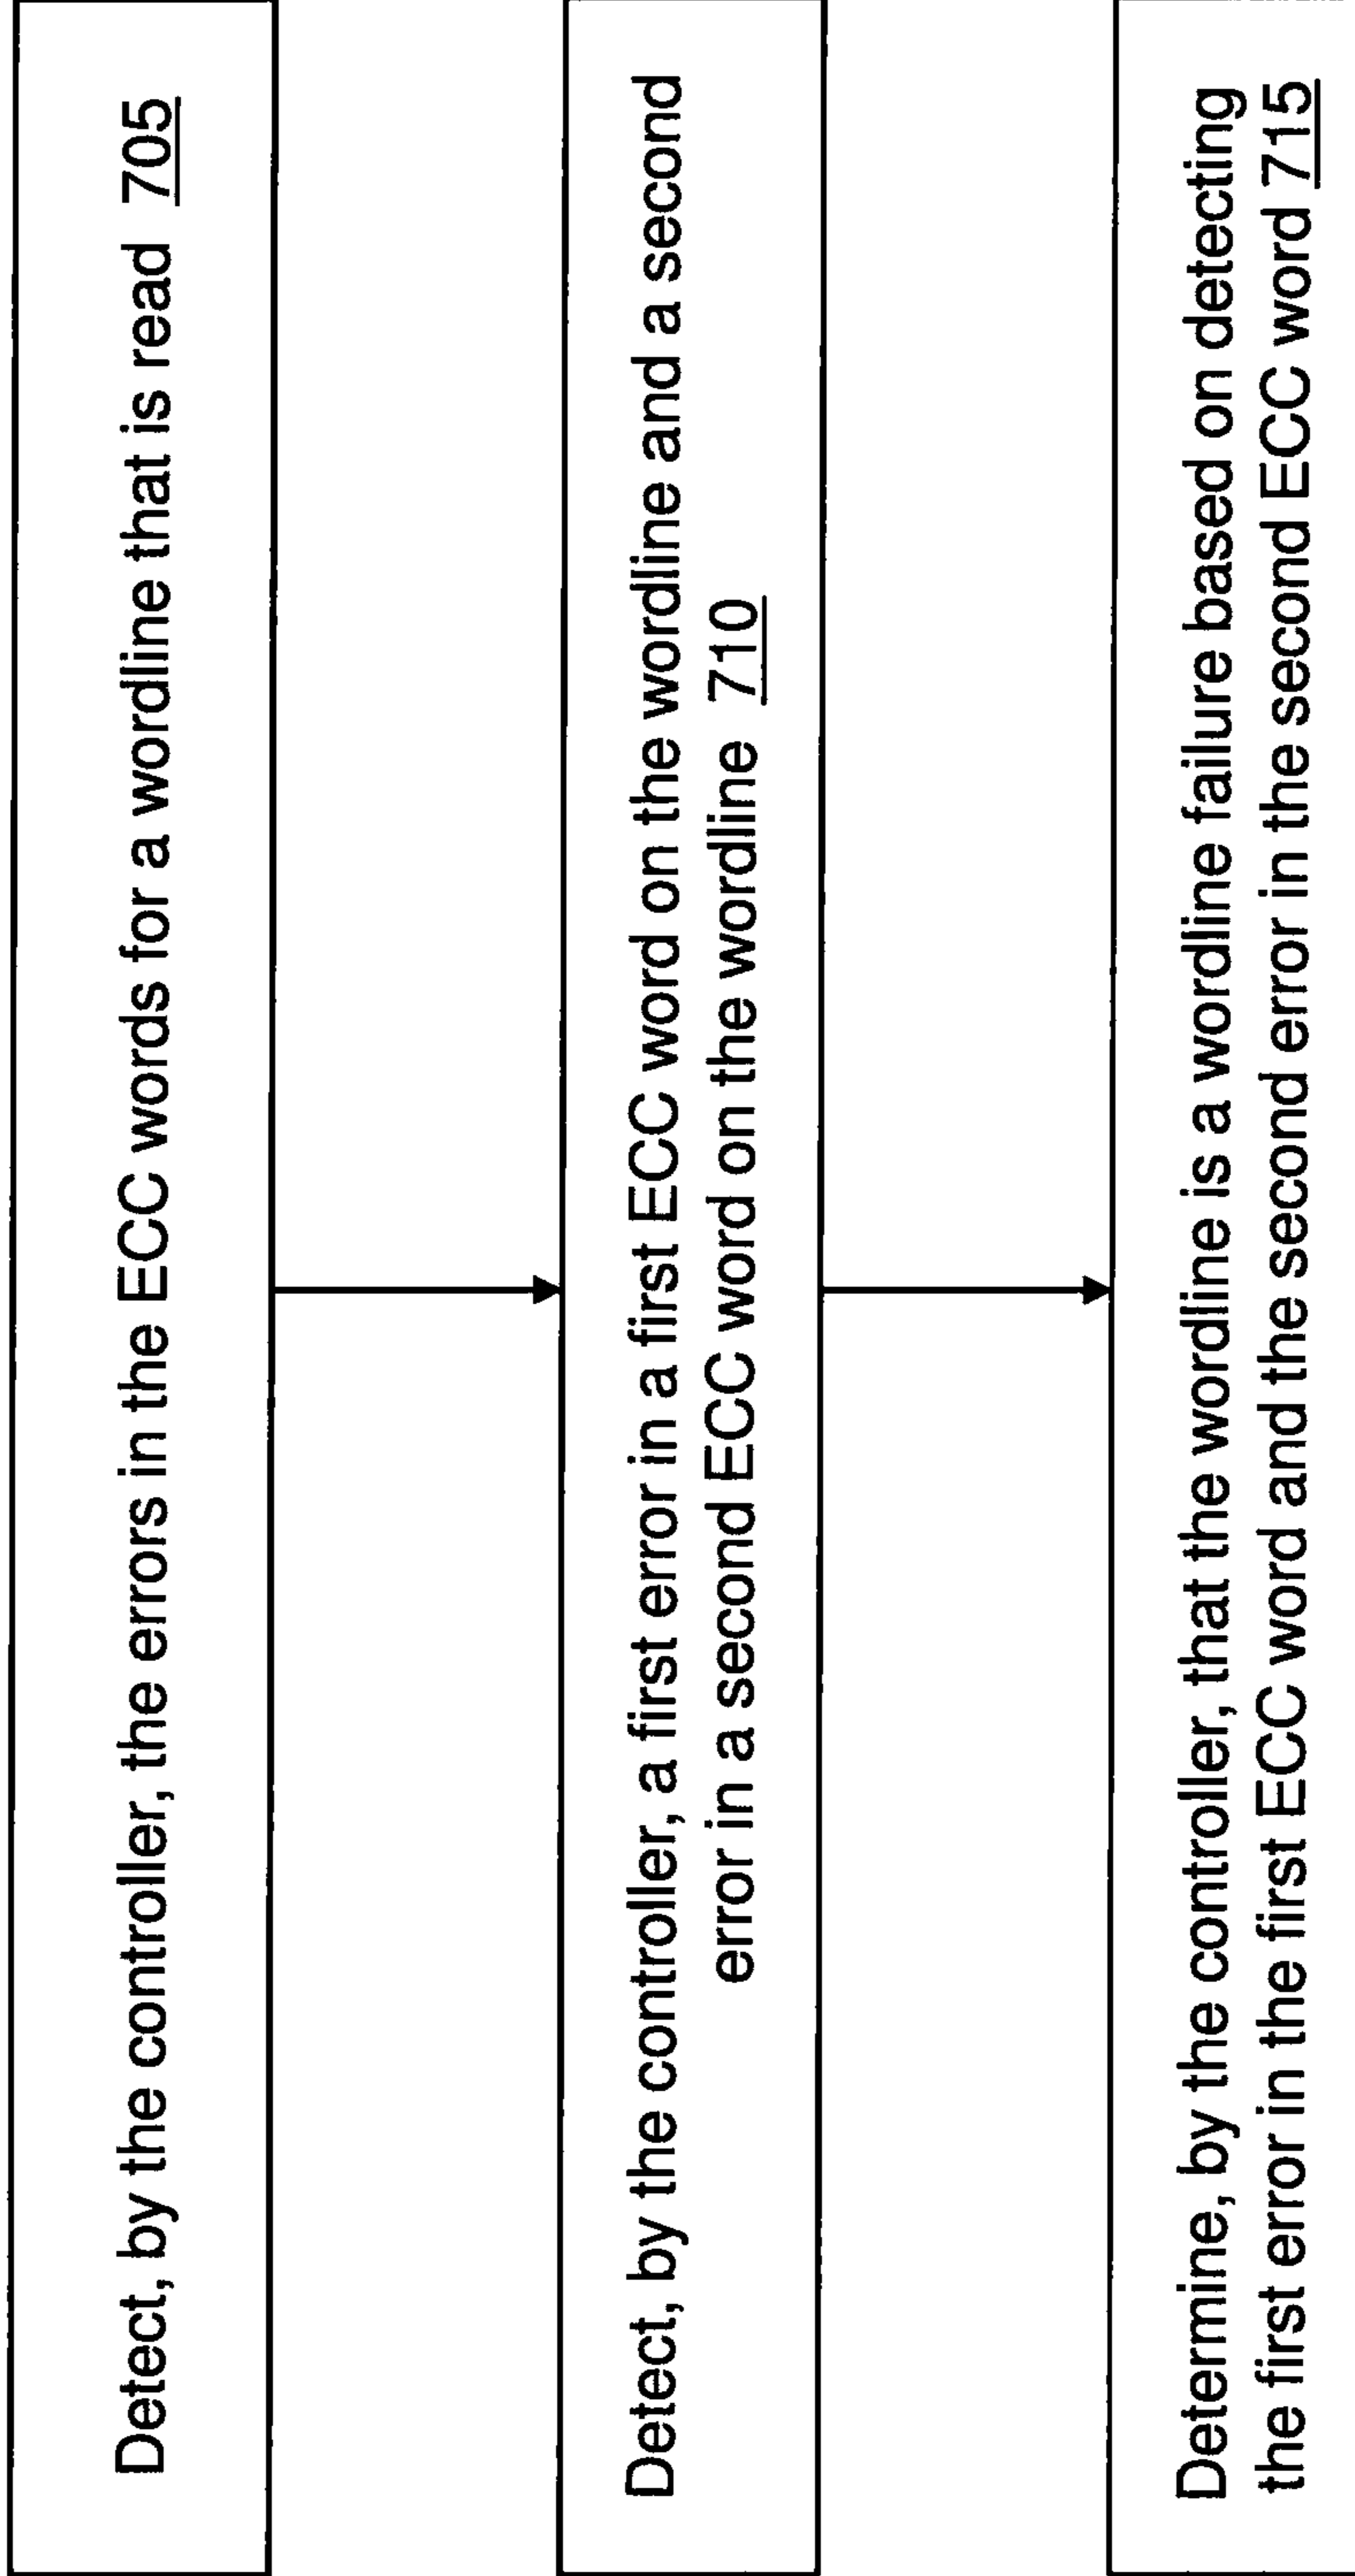 Detect, by the controller, the errors in the ECC words for a wordline that is read 705
Detect, by the controller, a first error in a first ECC word on the wordline and a second
error in a second ECC word on the wordline 710
Determine, by the controller, that the wordline is a wordline failure based on detecting
the first error in the first ECC word and the second error in the second ECC word 715